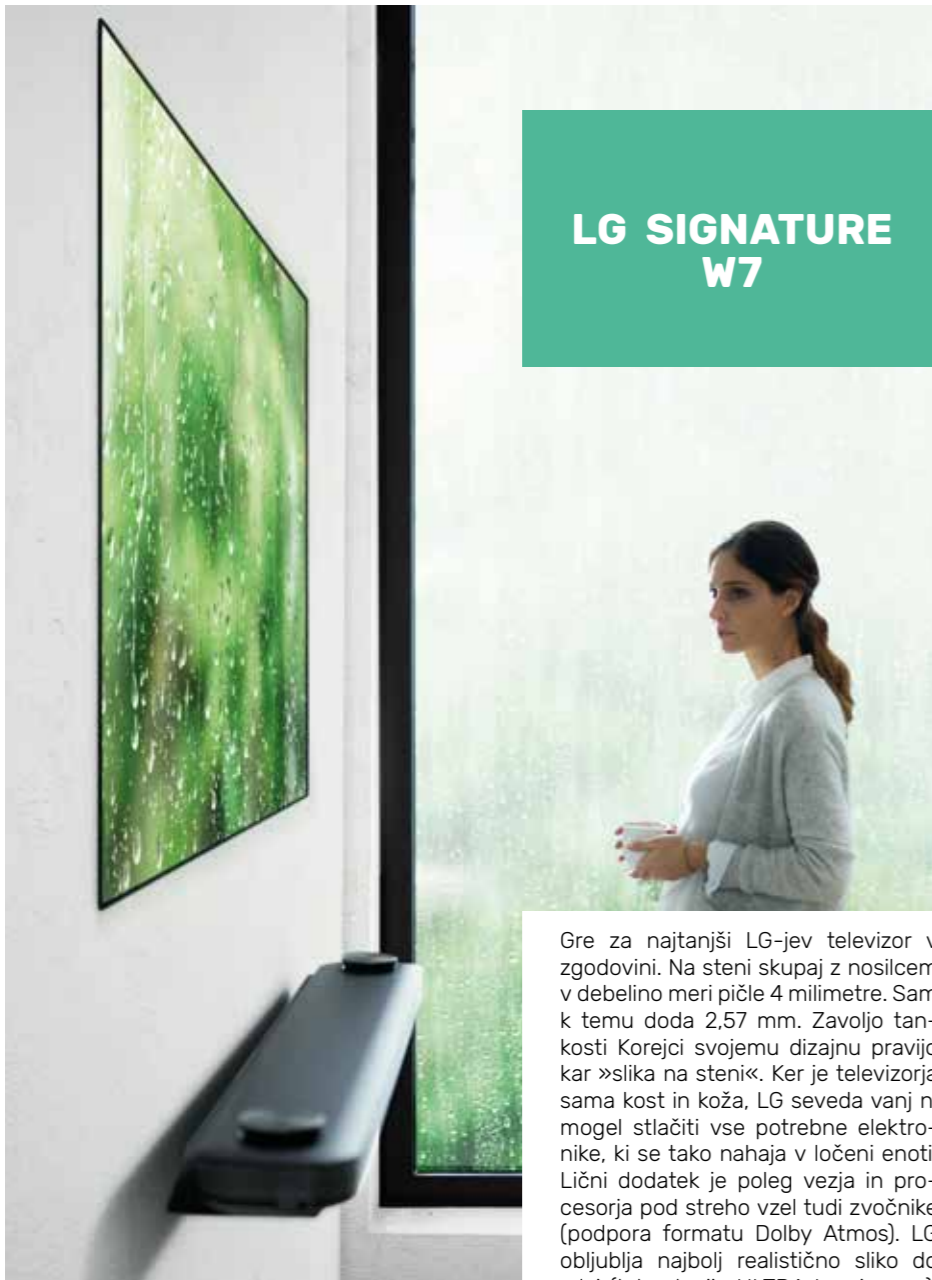 LG SIGNATURE
W7
Gre za najtanjši LG-jev televizor v
zgodovini. Na steni skupaj z nosilcem
v debelino meri pičle 4 milimetre. Sam
k temu doda 2,57 mm. Zavoljo tan-
kosti Korejci svojemu dizajnu pravijo
kar »slika na steni«. Ker je televizorja
sama kost in koža, LG seveda vanj n
mogel stlačiti vse potrebne elektro-
nike, ki se tako nahaja v ločeni enoti
Lični dodatek je poleg vezja in pro-
cesorja pod streho vzel tudi zvočnike
(podpora formatu Dolby Atmos). LG
obljublja najbolj realistično sliko do